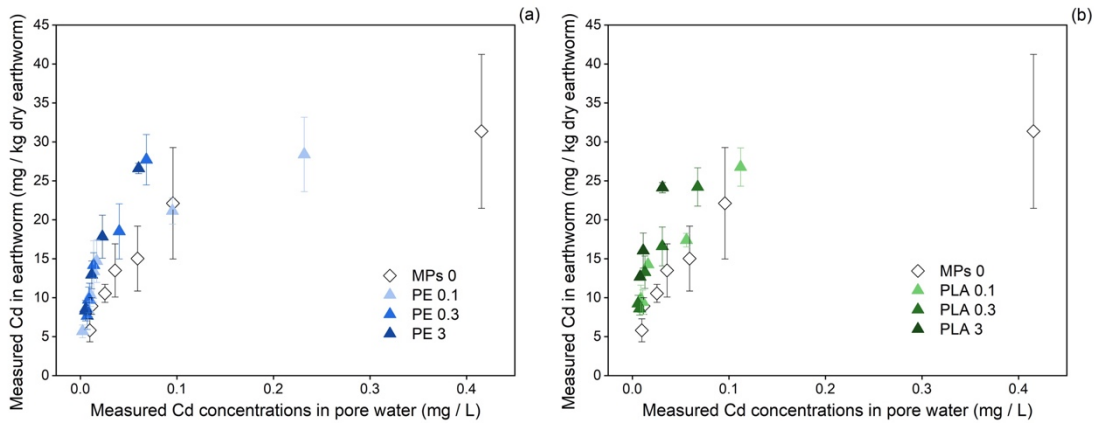 (a)
Measured Cd in earthworm (mg / kg dry earthworm)
45
40
35
30
25
20
15
10
5
0
MPs 0
PE 0.1
PE 0.3
PE 3
0.0 0.1 0.2 0.3 0.4
Measured Cd concentrations in pore water (mg / L)
(b)
Measured Cd in earthworm (mg / kg dry earthworm)
45
40
35
30
25
20
15
10
5
0
MPs 0
PLA 0.1
PLA 0.3
PLA 3
0.0 0.1 0.2 0.3 0.4
Measured Cd concentrations in pore water (mg / L)